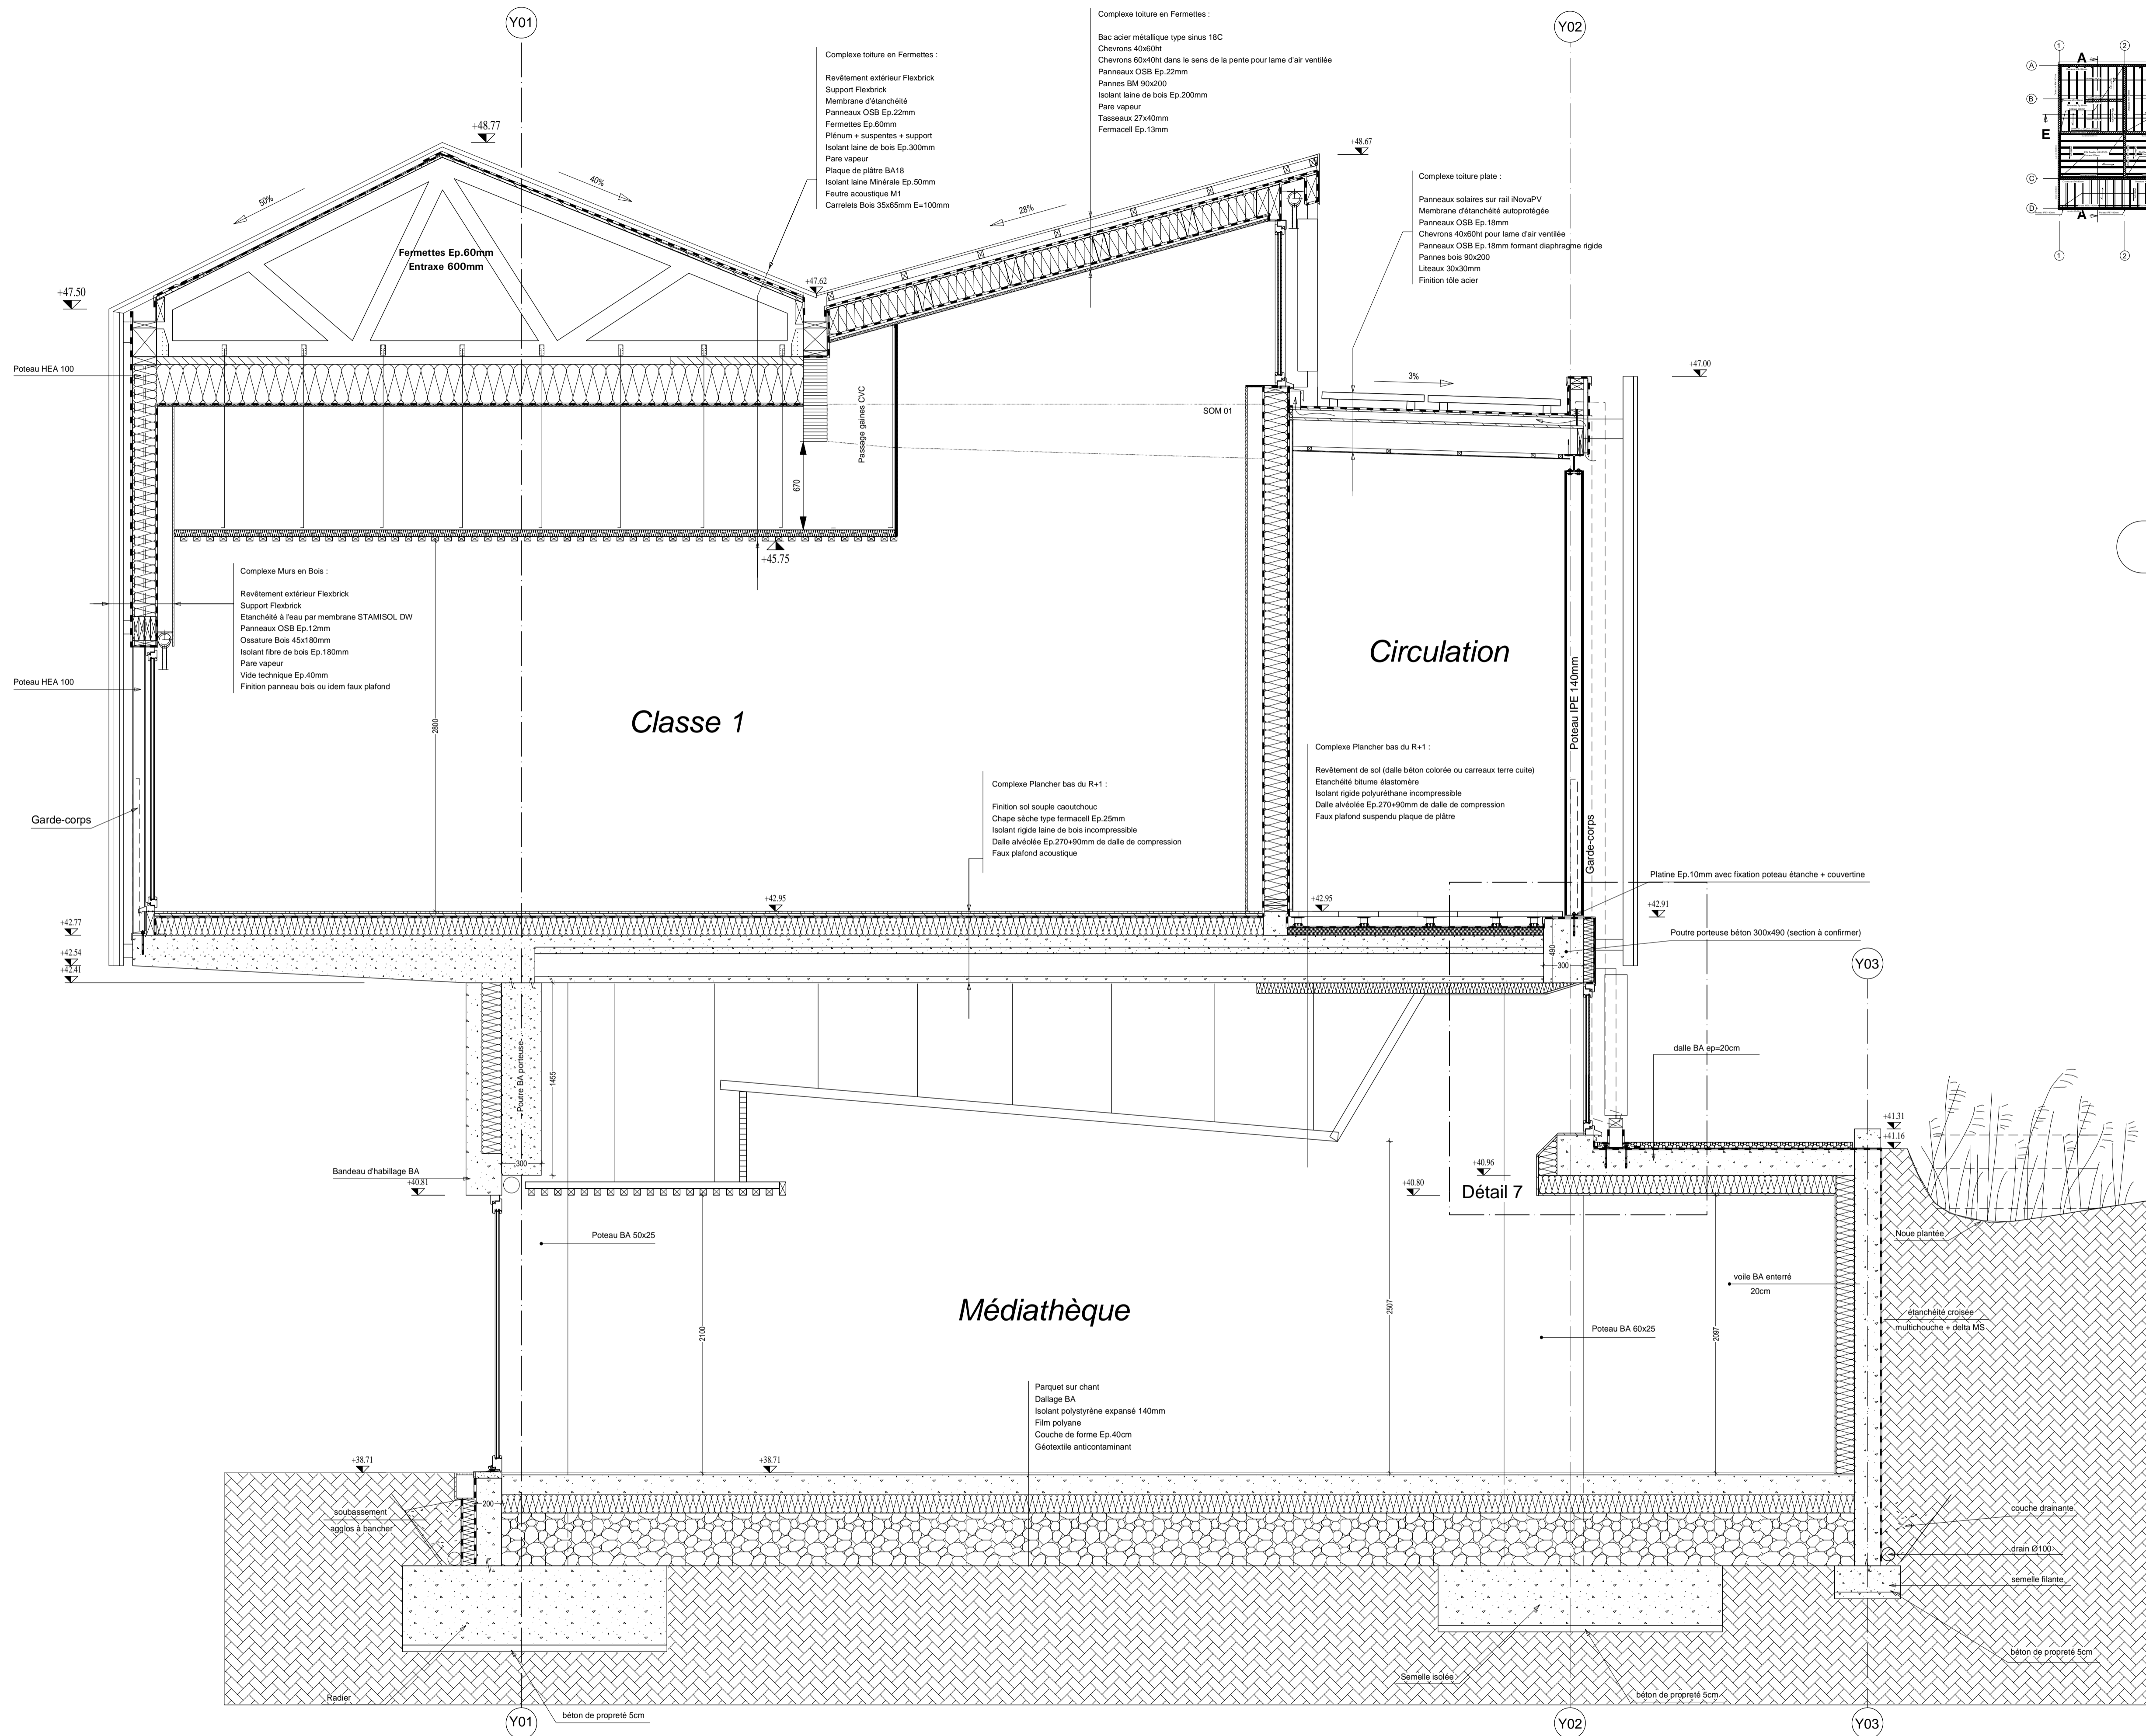 Y01
Y02
Complexe toiture en Fermettes :
Bac acier métallique type sinus 18C
Chevrons 40x60ht
Chevrons 60x40ht dans le sens de la pente pour lame d'air ventilée
Panneaux OSB Ep.22mm
Pannes BM 90x200
Isolant laine de bois Ep.200mm
Pare vapeur
Tasseaux 27x40mm
Fermacell Ep.13mm
Complexe toiture en Fermettes :
Revêtement extérieur Flexbrick
Support Flexbrick
Membrane d'étanchéité
Panneaux OSB Ep.22mm
Fermettes Ep.60mm
Plénum + suspentes + support
Isolant laine de bois Ep.300mm
Pare vapeur
Plaque de plâtre BA18
Isolant laine Minérale Ep.50mm
Feutre acoustique M1
Carrelets Bois 35x65mm E=100mm
1
2
A
A
B
E
C
D
A
1
2
+48.77
+48.67
50%
40%
28%
Complexe toiture plate :
Panneaux solaires sur rail iNovaPV
Membrane d'étanchéité autoprotégée
Panneaux OSB Ep.18mm
Chevrons 40x60ht pour lame d'air ventilée
Panneaux OSB Ep.18mm formant diaphragme rigide
Pannes bois 90x200
Liteaux 30x30mm
Finition tôle acier
Fermettes Ep.60mm
Entraxe 600mm
+47.50
+47.62
Poteau HEA 100
3%
+47.00
SOM 01
Passage gaines CVC
670
+45.75
Complexe Murs en Bois :
Revêtement extérieur Flexbrick
Support Flexbrick
Etanchéité à l'eau par membrane STAMISOL DW
Panneaux OSB Ep.12mm
Ossature Bois 45x180mm
Isolant fibre de bois Ep.180mm
Pare vapeur
Vide technique Ep.40mm
Finition panneau bois ou idem faux plafond
Poteau HEA 100
Circulation
Poteau IPE 140mm
2800
Classe 1
Complexe Plancher bas du R+1 :
Revêtement de sol (dalle béton colorée ou carreaux terre cuite)
Etanchéité bitume élastomère
Isolant rigide polyuréthane incompressible
Dalle alvéolée Ep.270+90mm de dalle de compression
Faux plafond suspendu plaque de plâtre
Complexe Plancher bas du R+1 :
Finition sol souple caoutchouc
Chape sèche type fermacell Ep.25mm
Isolant rigide laine de bois incompressible
Dalle alvéolée Ep.270+90mm de dalle de compression
Faux plafond acoustique
Garde-corps
Garde-corps
Platine Ep.10mm avec fixation poteau étanche + couvertine
+42.95
+42.95
+42.91
+42.77
+42.54
+42.41
Poutre porteuse béton 300x490 (section à confirmer)
490
300
Y03
Poutre BA porteuse
1455
dalle BA ep=20cm
+41.31
+41.16
300
Bandeau d'habillage BA
+40.81
+40.96
+40.80
Détail 7
Poteau BA 50x25
Noue plantée
voile BA enterré
20cm
Médiathèque
2507
2100
2097
étanchéité croisée
multichouche + delta MS
Poteau BA 60x25
Parquet sur chant
Dallage BA
Isolant polystyrène expansé 140mm
Film polyane
Couche de forme Ep.40cm
Géotextile anticontaminant
+38.71
+38.71
200
soubassement
agglos à bancher
couche drainante
drain Ø100
semelle filante
béton de propreté 5cm
Semelle isolée
béton de propreté 5cm
Radier
béton de propreté 5cm
Y01
Y02
Y03